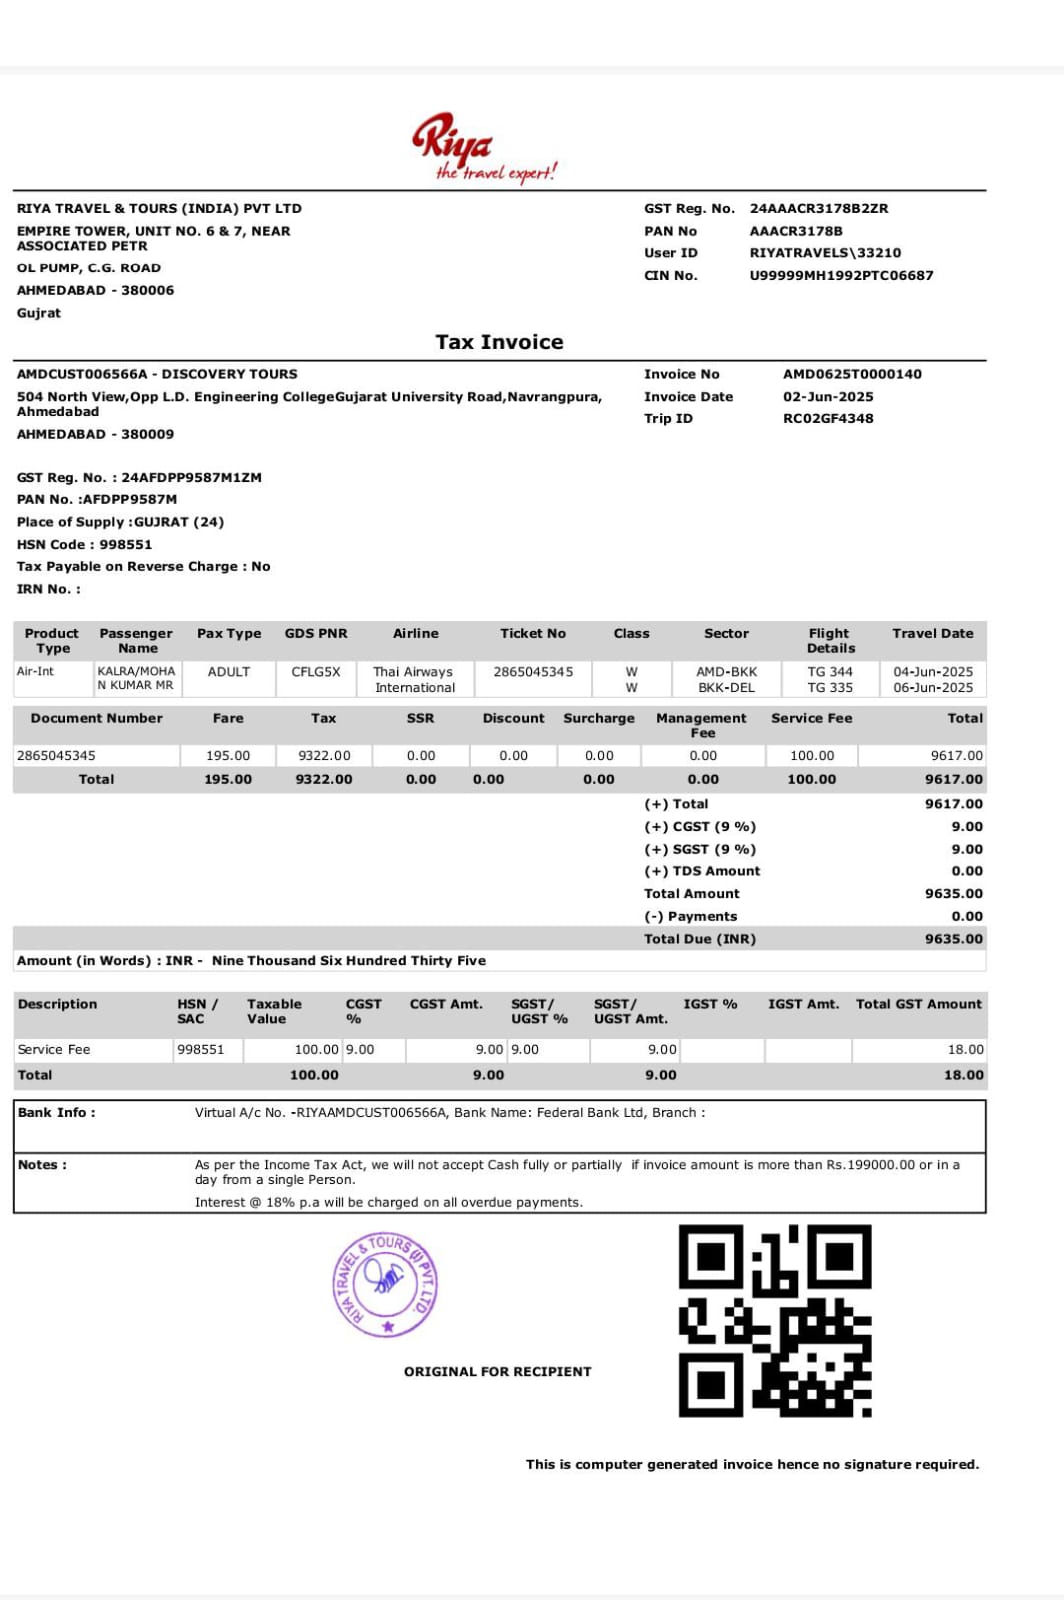 Riya
the travel expert!
RIYA TRAVEL & TOURS (INDIA) PVT LTD
EMPIRE TOWER, UNIT NO. 6 & 7, NEAR
ASSOCIATED PETR
OL PUMP, C.G. ROAD
AHMEDABAD - 380006
Gujrat
GST Reg. No. 24AAACR3178B2ZR
PAN No AAACR3178B
User ID RIYATRAVELS\33210
CIN No. U99999MH1992PTC06687
Tax Invoice
AMDCUST006566A - DISCOVERY TOURS
504 North View,Opp L.D. Engineering CollegeGujarat University Road,Navrangpura,
Ahmedabad
AHMEDABAD - 380009
Invoice No AMD0625T0000140
Invoice Date 02-Jun-2025
Trip ID RC02GF4348
GST Reg. No. : 24AFDPP9587M1ZM
PAN No. :AFDPP9587M
Place of Supply :GUJRAT (24)
HSN Code : 998551
Tax Payable on Reverse Charge : No
IRN No. :
Product Type Passenger Name Pax Type GDS PNR Airline Ticket No Class Sector Flight Details Travel Date
Air-Int KALRA/MOHA ADULT CFLG5X Thai Airways 2865045345 W AMD-BKK TG 344 04-Jun-2025
N KUMAR MR International W BKK-DEL TG 335 06-Jun-2025
Document Number Fare Tax SSR Discount Surcharge Management Fee Service Fee Total
2865045345 195.00 9322.00 0.00 0.00 0.00 0.00 100.00 9617.00
Total 195.00 9322.00 0.00 0.00 0.00 0.00 100.00 9617.00
(+) Total 9617.00
(+) CGST (9 %) 9.00
(+) SGST (9 %) 9.00
(+) TDS Amount 0.00
Total Amount 9635.00
(-) Payments 0.00
Total Due (INR) 9635.00
Amount (in Words) : INR - Nine Thousand Six Hundred Thirty Five
Description HSN / SAC Taxable Value CGST % CGST Amt. SGST/ UGST % SGST/ UGST Amt. IGST % IGST Amt. Total GST Amount
Service Fee 998551 100.00 9.00 9.00 9.00 9.00 18.00
Total 100.00 9.00 9.00 18.00
Bank Info : Virtual A/c No. -RIYAAMDCUST006566A, Bank Name: Federal Bank Ltd, Branch :
Notes : As per the Income Tax Act, we will not accept Cash fully or partially if invoice amount is more than Rs.199000.00 or in a
day from a single Person.
Interest @ 18% p.a will be charged on all overdue payments.
RIYA TRAVEL & TOURS (I) PVT. LTD.
ORIGINAL FOR RECIPIENT
This is computer generated invoice hence no signature required.